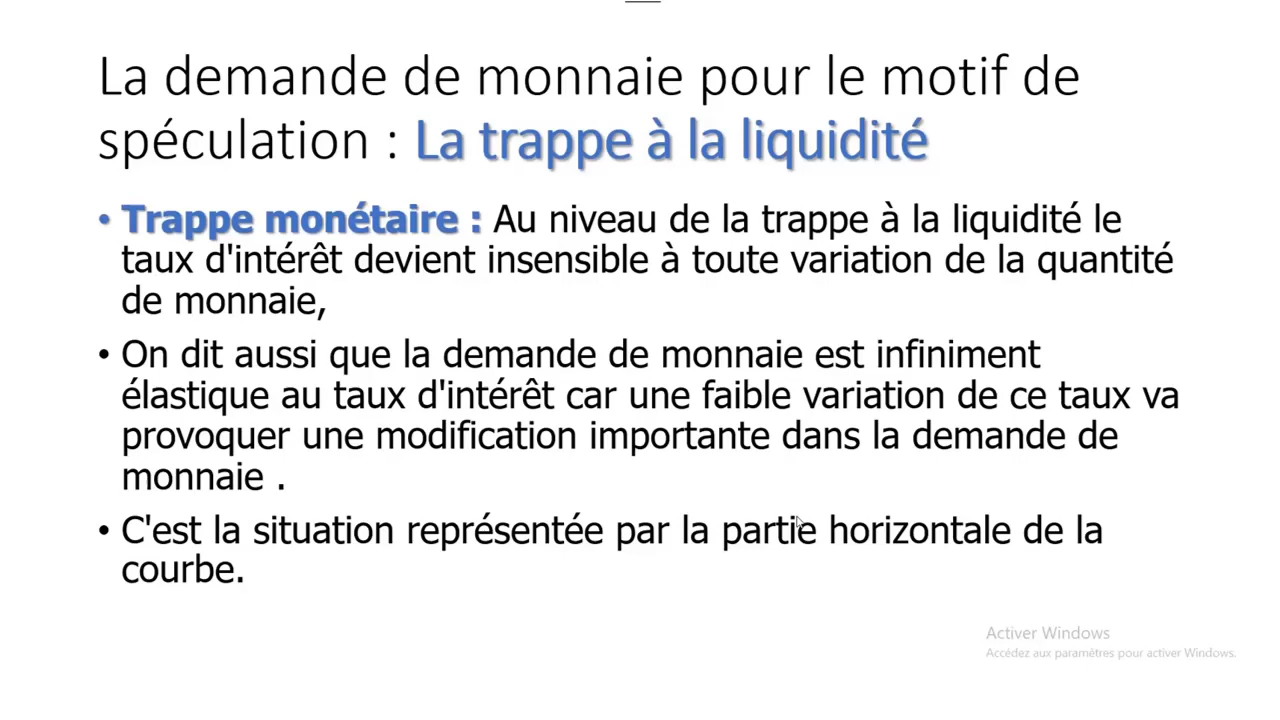 La demande de monnaie pour le motif de
spéculation : La trappe à la liquidité
• Trappe monétaire : Au niveau de la trappe à la liquidité le
taux d'intérêt devient insensible à toute variation de la quantité
de monnaie,
• On dit aussi que la demande de monnaie est infiniment
élastique au taux d'intérêt car une faible variation de ce taux va
provoquer une modification importante dans la demande de
monnaie .
• C'est la situation représentée par la partie horizontale de la
courbe.
Activer Windows
Accédez aux paramètres pour activer Windows.